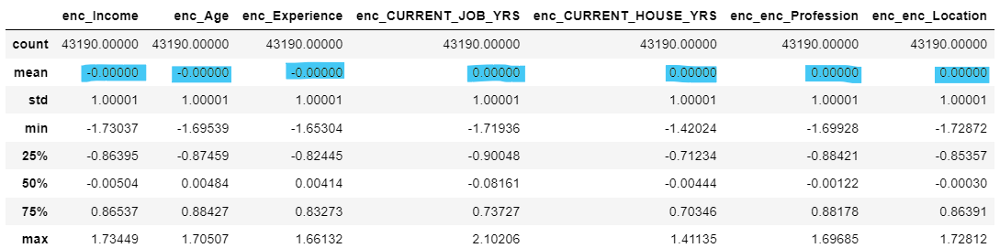 enc_Income enc_Age enc_Experience enc_CURRENT_JOB_YRS enc_CURRENT_HOUSE_YRS enc_enc_Profession enc_enc_Location
count 43190.00000 43190.00000 43190.00000 43190.00000 43190.00000 43190.00000 43190.00000
mean -0.00000 -0.00000 -0.00000 0.00000 0.00000 0.00000 0.00000
std 1.00001 1.00001 1.00001 1.00001 1.00001 1.00001 1.00001
min -1.73037 -1.69539 -1.65304 -1.71936 -1.42024 -1.69928 -1.72872
25% -0.86395 -0.87459 -0.82445 -0.90048 -0.71234 -0.88421 -0.85357
50% -0.00504 0.00484 0.00414 -0.08161 -0.00444 -0.00122 -0.00030
75% 0.86537 0.88427 0.83273 0.73727 0.70346 0.88178 0.86391
max 1.73449 1.70507 1.66132 2.10206 1.41135 1.69685 1.72812